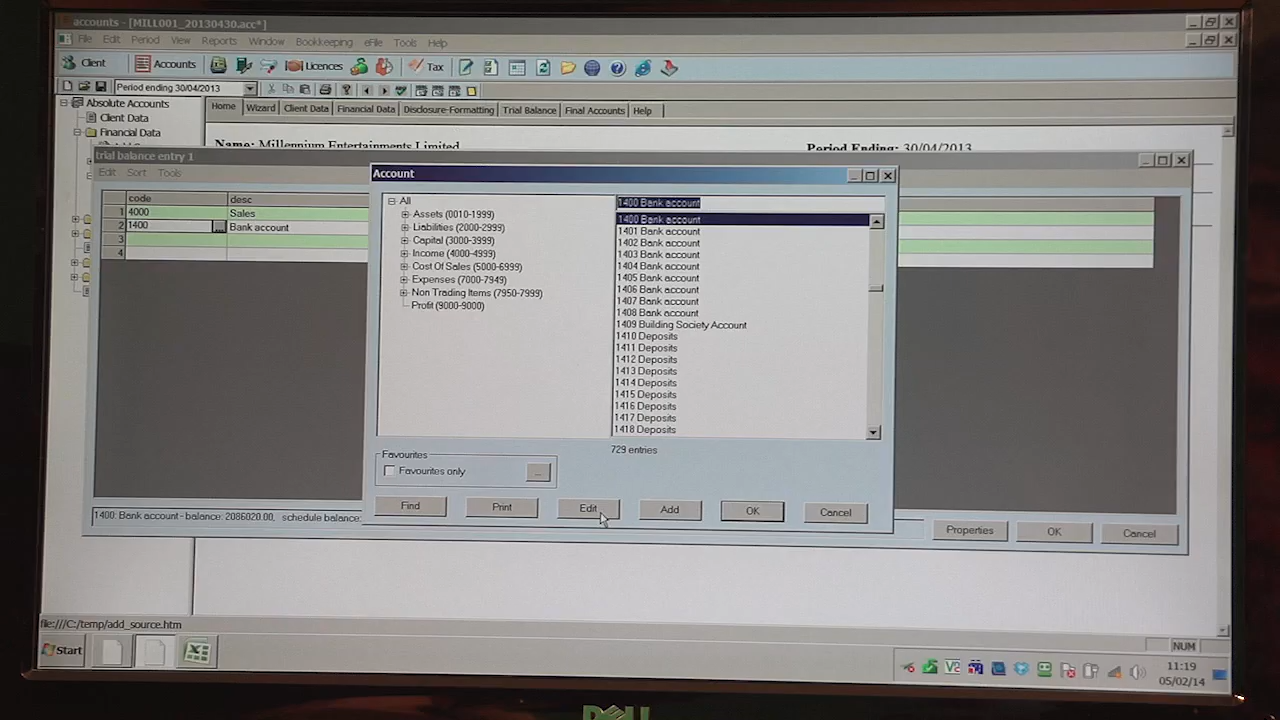 accounts - [MILL001_20130430.acc*]
File Edit Period View Reports Window Bookkeeping eFile Tools Help
Client Accounts Licences Tax
Period ending 30/04/2013
Absolute Accounts
Client Data
Financial Data
Home Wizard Client Data Financial Data Disclosure-Formatting Trial Balance Final Accounts Help
Name: Millennium Entertainments Limited Period Ending: 30/04/2013
trial balance entry 1
Edit Sort Tools
code desc
1 4000 Sales
2 1400 ... Bank account
3
4
Account
All
Assets (0010-1999)
Liabilities (2000-2999)
Capital (3000-3999)
Income (4000-4999)
Cost Of Sales (5000-6999)
Expenses (7000-7949)
Non Trading Items (7950-7999)
Profit (9000-9000)
1400 Bank account
1400 Bank account
1401 Bank account
1402 Bank account
1403 Bank account
1404 Bank account
1405 Bank account
1406 Bank account
1407 Bank account
1408 Bank account
1409 Building Society Account
1410 Deposits
1411 Deposits
1412 Deposits
1413 Deposits
1414 Deposits
1415 Deposits
1416 Deposits
1417 Deposits
1418 Deposits
729 entries
Favourites
Favourites only ...
Find Print Edit Add OK Cancel
1400: Bank account - balance: 2086020.00, schedule balance:
Properties OK Cancel
file:///C:/temp/add_source.htm
NUM
Start
11:19
05/02/14
DELL